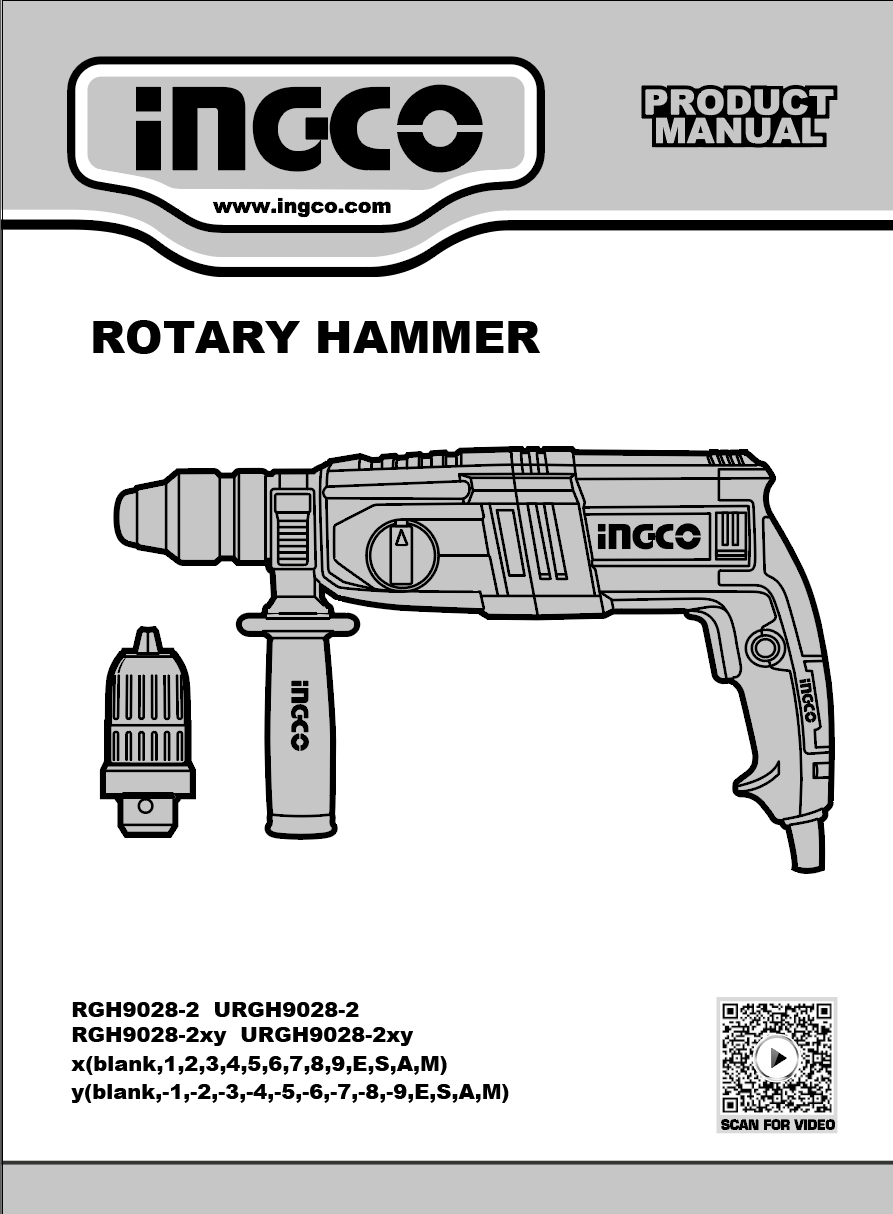 INGCO
www.ingco.com
PRODUCT
MANUAL
ROTARY HAMMER
INGCO
INGCO
INGCO
RGH9028-2 URGH9028-2
RGH9028-2xy URGH9028-2xy
x(blank,1,2,3,4,5,6,7,8,9,E,S,A,M)
y(blank,-1,-2,-3,-4,-5,-6,-7,-8,-9,E,S,A,M)
SCAN FOR VIDEO